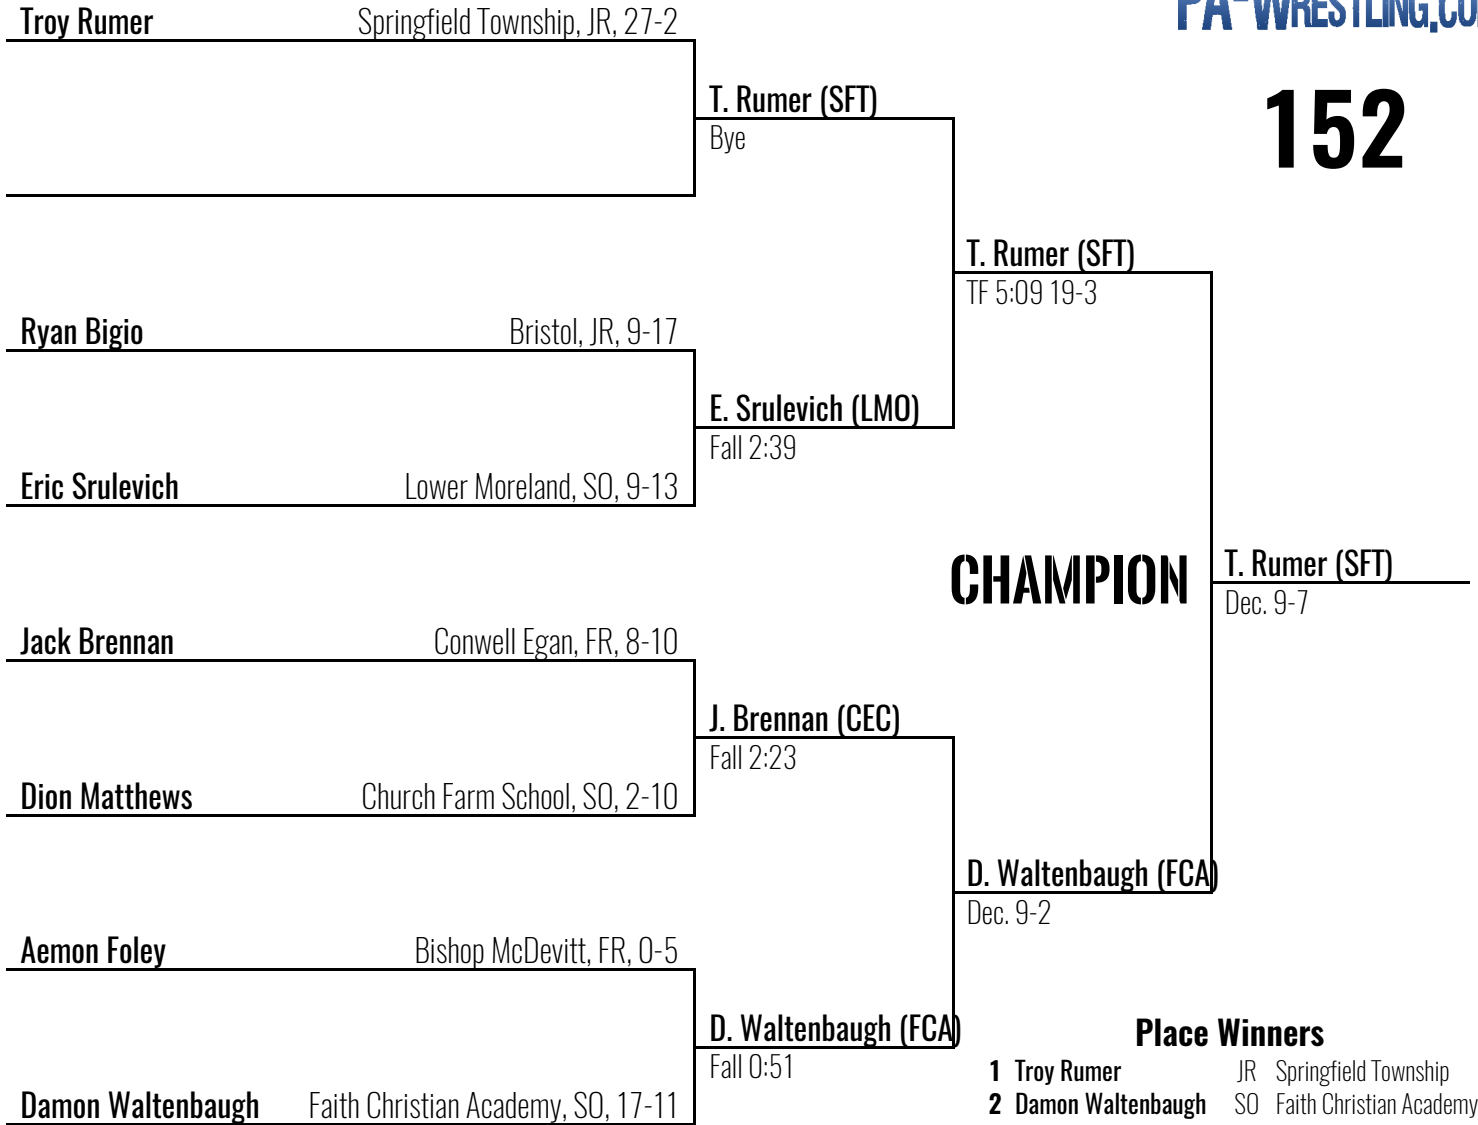 PA-WRESTLING.CO
152
Troy Rumer Springfield Township, JR, 27-2
T. Rumer (SFT)
Bye
T. Rumer (SFT)
TF 5:09 19-3
Ryan Bigio Bristol, JR, 9-17
E. Srulevich (LMO)
Fall 2:39
Eric Srulevich Lower Moreland, SO, 9-13
CHAMPION
T. Rumer (SFT)
Dec. 9-7
Jack Brennan Conwell Egan, FR, 8-10
J. Brennan (CEC)
Fall 2:23
Dion Matthews Church Farm School, SO, 2-10
D. Waltenbaugh (FCA)
Dec. 9-2
Aemon Foley Bishop McDevitt, FR, 0-5
D. Waltenbaugh (FCA)
Fall 0:51
Damon Waltenbaugh Faith Christian Academy, SO, 17-11
Place Winners
1 Troy Rumer JR Springfield Township
2 Damon Waltenbaugh SO Faith Christian Academy